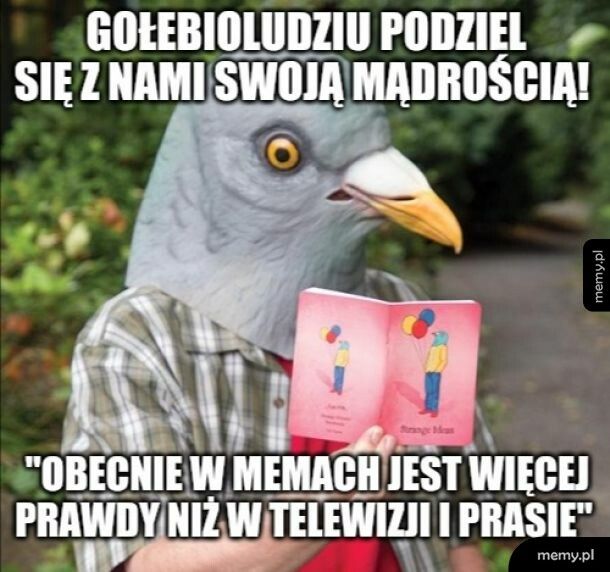 GOŁEBIOLUDZIU PODZIEL
SIĘ Z NAMI SWOJĄ MĄDROŚCIĄ!
memy.pl
Strange Ideas
"OBECNIE W MEMACH JEST WIĘCEJ
PRAWDY NIŻ W TELEWIZJI I PRASIE"
memy.pl